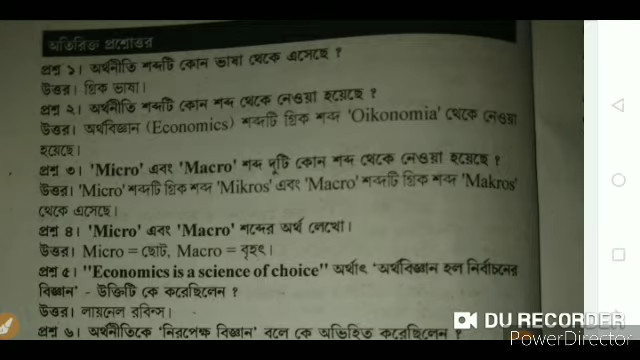 অতিরিক্ত প্রশ্নোত্তর
প্রশ্ন ১। অর্থনীতি শব্দটি কোন ভাষা থেকে এসেছে ?
উত্তর। গ্রিক ভাষা।
প্রশ্ন ২। অর্থনীতি শব্দটি কোন শব্দ থেকে নেওয়া হয়েছে ?
উত্তর। অর্থবিজ্ঞান (Economics) শব্দটি গ্রিক শব্দ 'Oikonomia' থেকে নেওয়া
হয়েছে।
প্রশ্ন ৩। 'Micro' এবং 'Macro' শব্দ দুটি কোন শব্দ থেকে নেওয়া হয়েছে ?
উত্তর। 'Micro' শব্দটি গ্রিক শব্দ 'Mikros' এবং 'Macro' শব্দটি গ্রিক শব্দ 'Makros'
থেকে এসেছে।
প্রশ্ন ৪। 'Micro' এবং 'Macro' শব্দের অর্থ লেখো।
উত্তর। Micro = ছোট, Macro = বৃহৎ।
প্রশ্ন ৫। "Economics is a science of choice" অর্থাৎ 'অর্থবিজ্ঞান হল নির্বাচনের
বিজ্ঞান' - উক্তিটি কে করেছিলেন ?
উত্তর। লায়নেল রবিন্স।
প্রশ্ন ৬। অর্থনীতিকে 'নিরপেক্ষ বিজ্ঞান' বলে কে অভিহিত করেছিলেন ?
DU RECORDER
PowerDirector